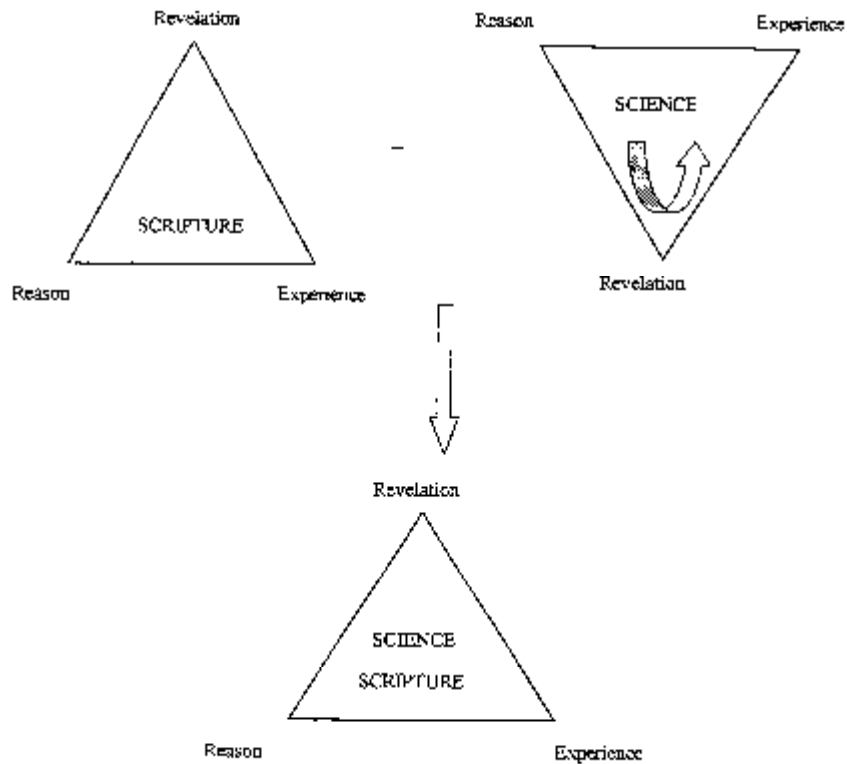 Revelation
SCRIPTURE
Reason
Experience
Reason
Experience
SCIENCE
Revelation
Revelation
SCIENCE
SCRIPTURE
Reason
Experience